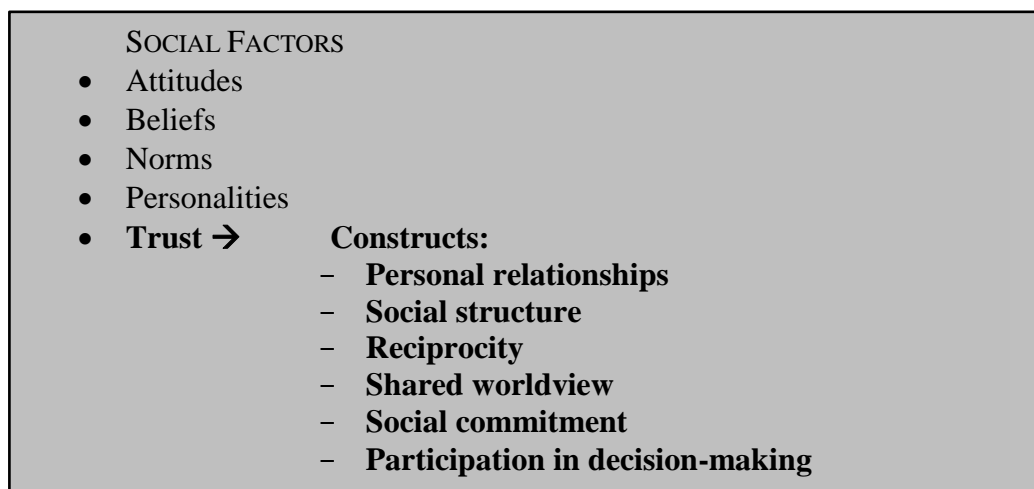 SOCIAL FACTORS
• Attitudes
• Beliefs
• Norms
• Personalities
• Trust → Constructs:
− Personal relationships
− Social structure
− Reciprocity
− Shared worldview
− Social commitment
− Participation in decision-making